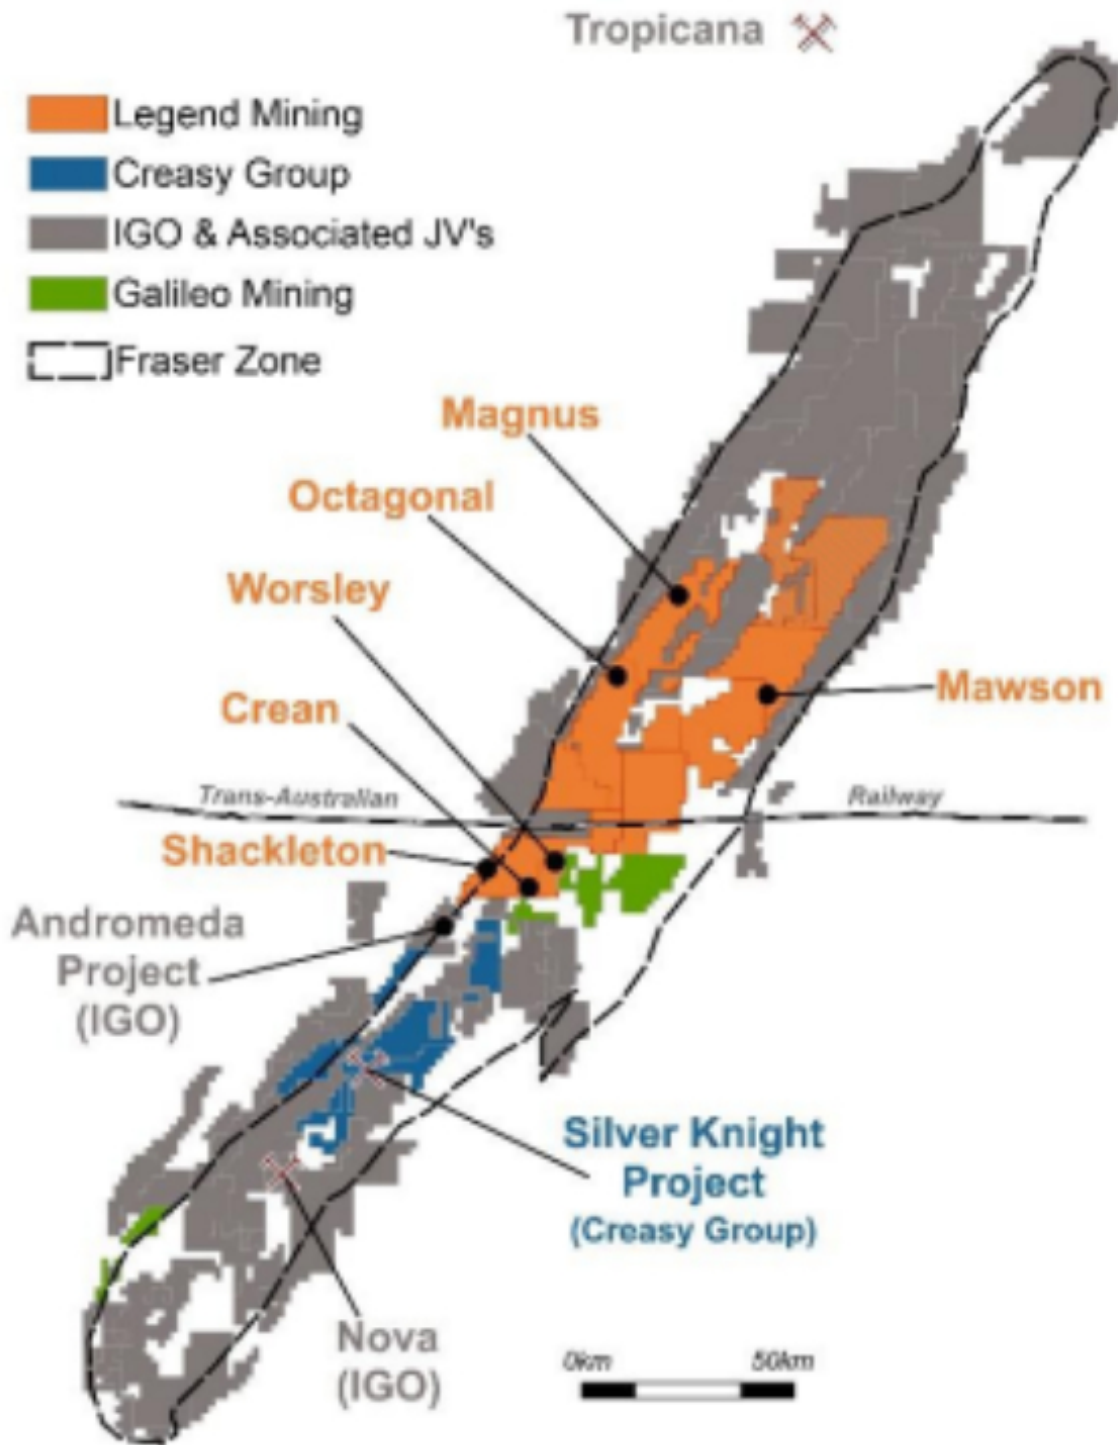 Tropicana
Legend Mining
Creasy Group
IGO & Associated JV's
Galileo Mining
Fraser Zone
Magnus
Octagonal
Worsley
Crean
Mawson
Trans-Australian
Railway
Shackleton
Andromeda
Project
(IGO)
Silver Knight
Project
(Creasy Group)
Nova
(IGO)
0km
50km